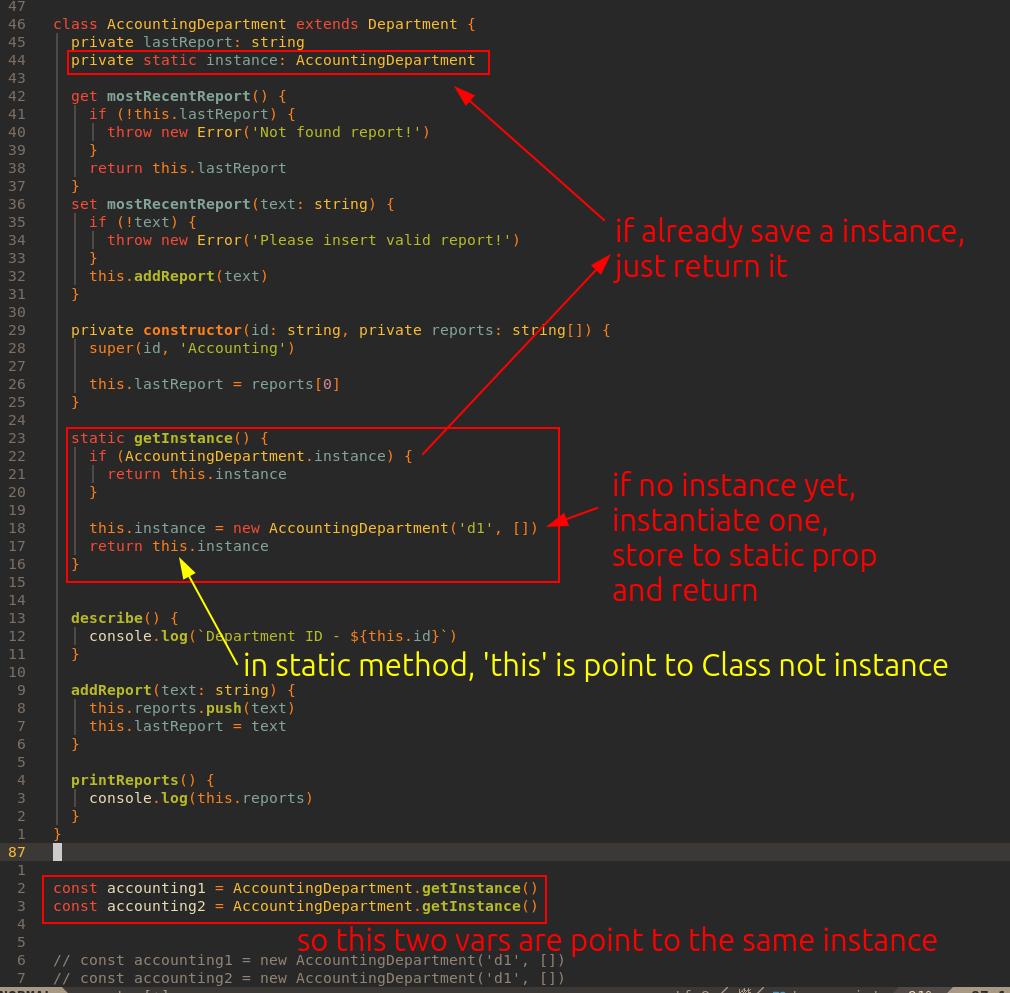 47
46 class AccountingDepartment extends Department {
45 private lastReport: string
44 private static instance: AccountingDepartment
43
42 get mostRecentReport() {
41 if (!this.lastReport) {
40 throw new Error('Not found report!')
39 }
38 return this.lastReport
37 }
36 set mostRecentReport(text: string) {
35 if (!text) {
34 throw new Error('Please insert valid report!')
33 }
32 this.addReport(text)
31 }
30
if already save a instance,
just return it
29 private constructor(id: string, private reports: string[]) {
28 super(id, 'Accounting')
27
26 this.lastReport = reports[0]
25 }
24
23 static getInstance() {
22 if (AccountingDepartment.instance) {
21 return this.instance
20 }
19
18 this.instance = new AccountingDepartment('d1', [])
17 return this.instance
16 }
15
if no instance yet,
instantiate one,
store to static prop
and return
14
13 describe() {
12 console.log(`Department ID - ${this.id}`)
11 }
in static method, 'this' is point to Class not instance
10
9 addReport(text: string) {
8 this.reports.push(text)
7 this.lastReport = text
6 }
5
4 printReports() {
3 console.log(this.reports)
2 }
1 }
87
1
2 const accounting1 = AccountingDepartment.getInstance()
3 const accounting2 = AccountingDepartment.getInstance()
4
5
so this two vars are point to the same instance
6 // const accounting1 = new AccountingDepartment('d1', [])
7 // const accounting2 = new AccountingDepartment('d1', [])